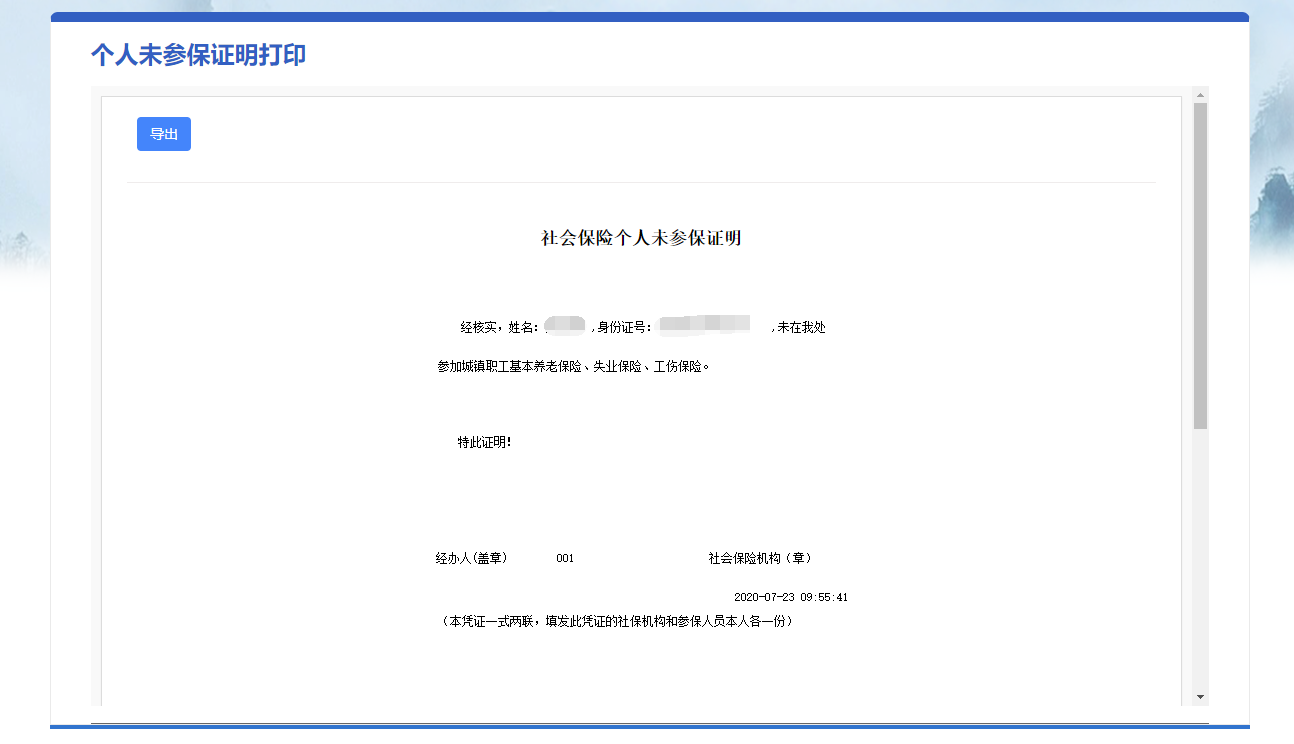 个人未参保证明打印
导出
社会保险个人未参保证明
经核实，姓名： ,身份证号： ,未在我处
参加城镇职工基本养老保险、失业保险、工伤保险。
特此证明!
经办人(盖章) 001 社会保险机构（章）
2020-07-23 09:55:41
（本凭证一式两联，填发此凭证的社保机构和参保人员本人各一份）